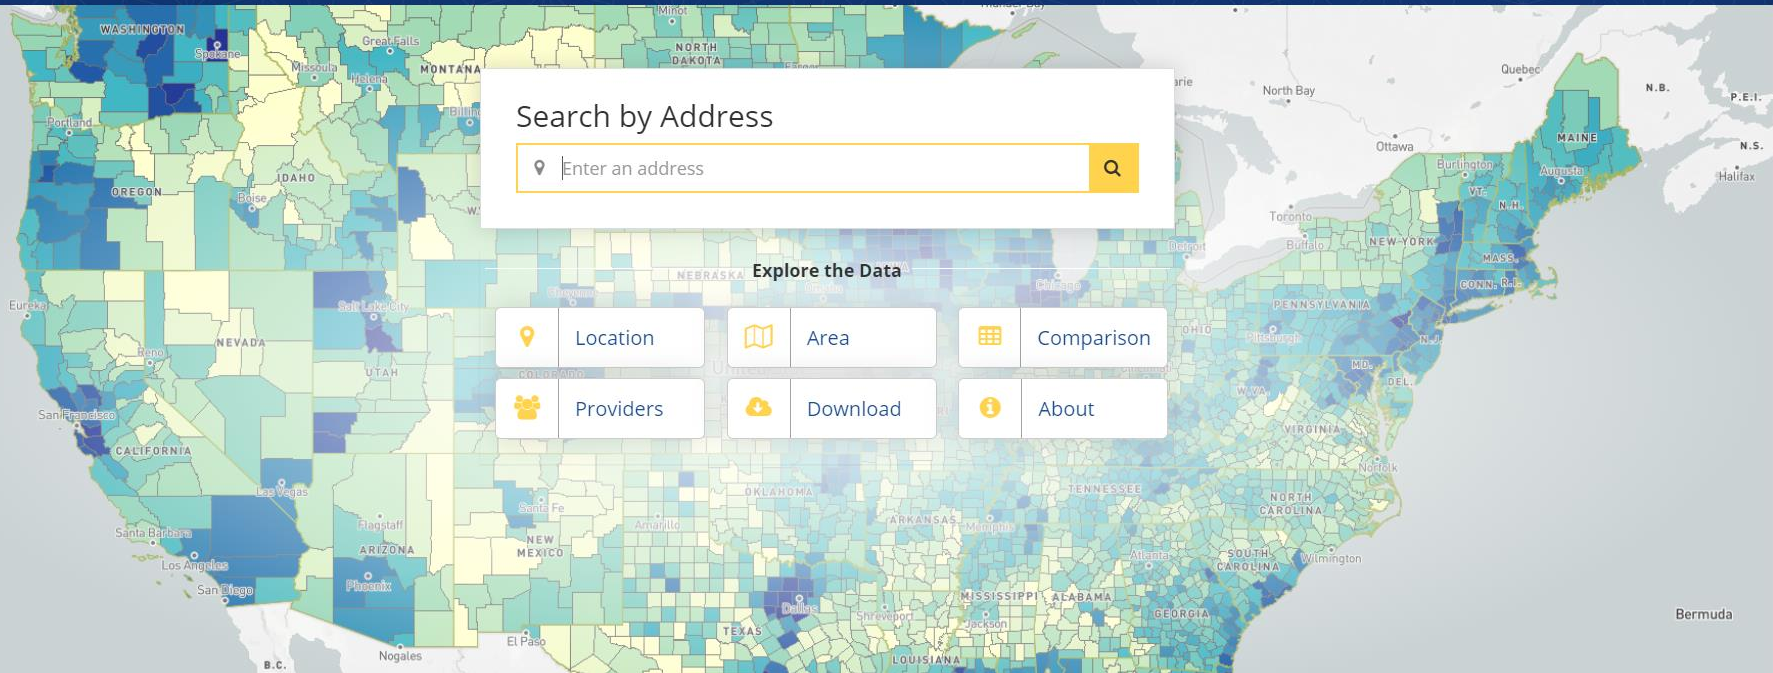 Minot
WASHINGTON
Spokane
Great Falls
NORTH
DAKOTA
Missoula
MONTANA
Helena
Fargo
Quebec
N.B.
North Bay
P.E.I.
Search by Address
Portland
Ottawa
MAINE
N.S.
Enter an address
Burlington
Augusta
Halifax
IDAHO
OREGON
Boise
VT.
N.H.
Toronto
Buffalo
NEW YORK
Detroit
MASS.
NEBRASKA
Explore the Data
Omaha
Cheyenne
Chicago
CONN.
R.I.
Eureka
Salt Lake City
PENNSYLVANIA
OHIO
Pittsburgh
Location
Area
Comparison
NEVADA
N.J.
Reno
UTAH
COLORADO
MD.
DEL.
W.VA.
San Francisco
Providers
Download
About
CALIFORNIA
VIRGINIA
Norfolk
Las Vegas
OKLAHOMA
TENNESSEE
NORTH
CAROLINA
Santa Fe
Flagstaff
Amarillo
ARKANSAS
Memphis
Santa Barbara
ARIZONA
NEW
MEXICO
Atlanta
SOUTH
CAROLINA
Wilmington
Los Angeles
Phoenix
San Diego
Dallas
MISSISSIPPI
ALABAMA
Shreveport
Jackson
GEORGIA
Bermuda
TEXAS
El Paso
Nogales
LOUISIANA
B.C.